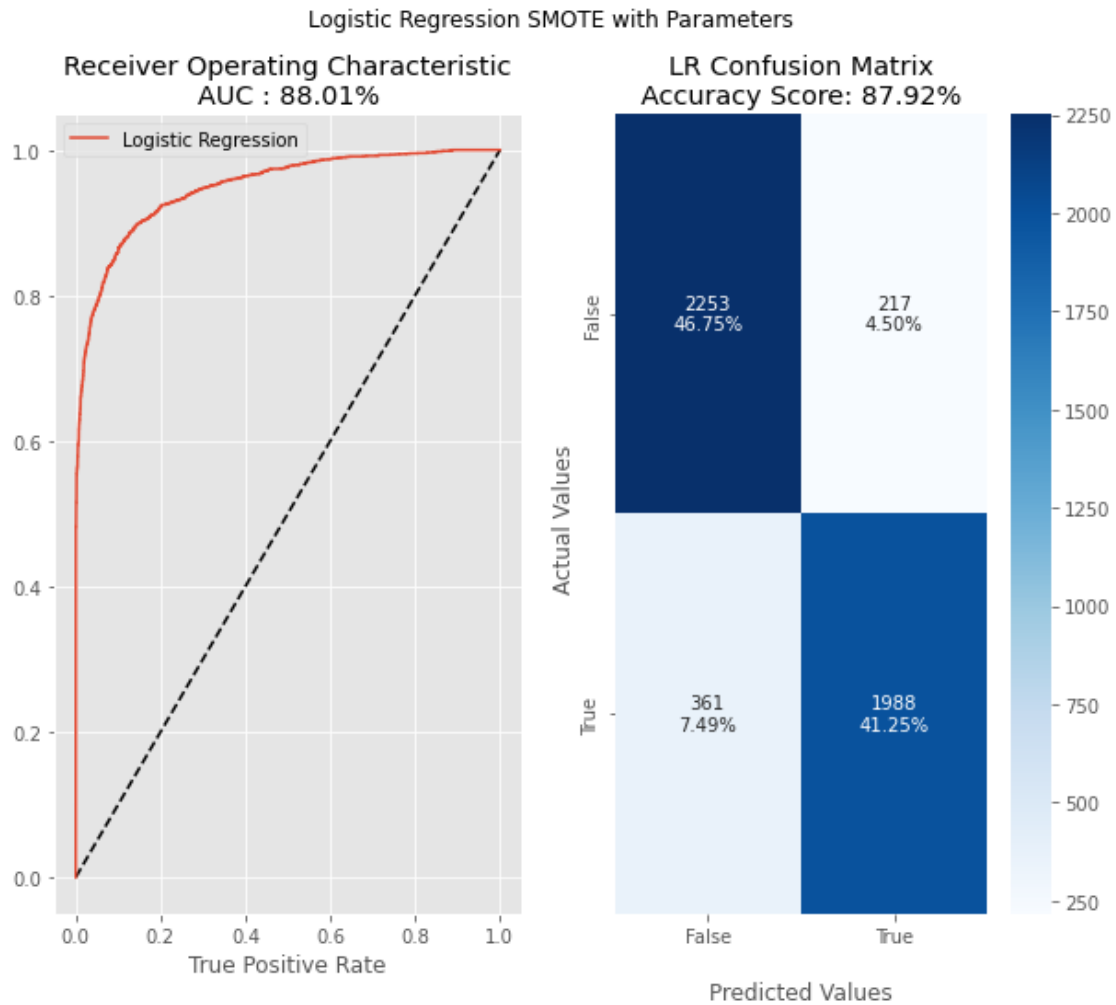 Logistic Regression SMOTE with Parameters
Receiver Operating Characteristic
AUC : 88.01%
Logistic Regression
1.0
0.8
0.6
0.4
0.2
0.0
0.0 0.2 0.4 0.6 0.8 1.0
True Positive Rate
LR Confusion Matrix
Accuracy Score: 87.92%
Actual Values
False
2253
46.75%
217
4.50%
True
361
7.49%
1988
41.25%
False True
Predicted Values
2250
2000
1750
1500
1250
1000
750
500
250